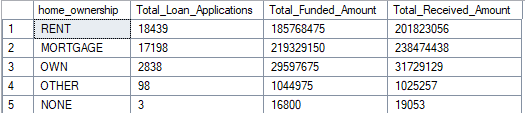 home_ownership Total_Loan_Applications Total_Funded_Amount Total_Received_Amount
1 RENT 18439 185768475 201823056
2 MORTGAGE 17198 219329150 238474438
3 OWN 2838 29597675 31729129
4 OTHER 98 1044975 1025257
5 NONE 3 16800 19053